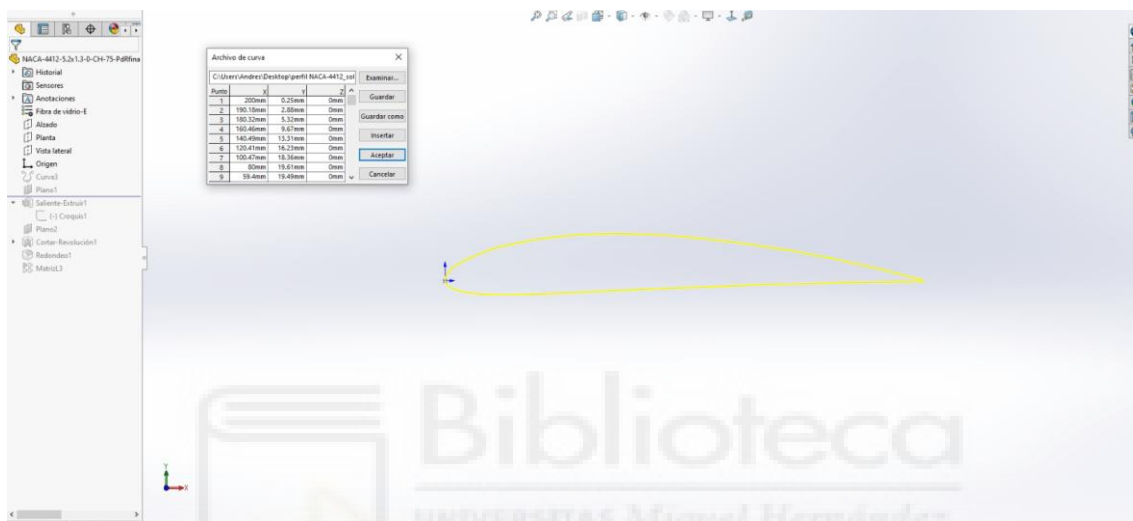 NACA-4412-5.2x1.3-0-CH-75-PdRfina
Historial
Sensores
Anotaciones
Fibra de vidrio-E
Alzado
Planta
Vista lateral
Origen
Curva3
Plano1
Saliente-Extruir1
(-) Croquis1
Plano2
Cortar-Revolución1
Redondeo1
MatrizL3
Archivo de curva
C:\Users\Andres\Desktop\perfil NACA-4412_sol
Examinar...
Punto X Y Z
1 200mm 0.25mm 0mm
2 190.18mm 2.88mm 0mm
3 180.32mm 5.32mm 0mm
4 160.46mm 9.67mm 0mm
5 140.49mm 13.31mm 0mm
6 120.41mm 16.23mm 0mm
7 100.47mm 18.36mm 0mm
8 80mm 19.61mm 0mm
9 59.4mm 19.49mm 0mm
Guardar
Guardar como
Insertar
Aceptar
Cancelar
Y
X
Biblioteca
UNIVERSITAS Miguel Hernández